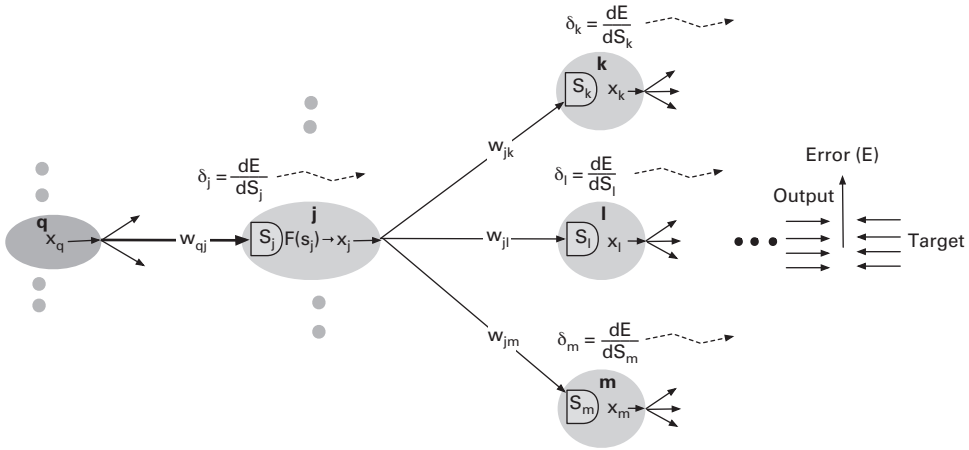 δk = dE
dSk
k
Sk xk
wjk
δj = dE
dSj
δl = dE
dSl
Error (E)
Output
q
xq
wqj
j
Sj F(sj) → xj
wjl
l
Sl xl
Target
wjm
δm = dE
dSm
m
Sm xm